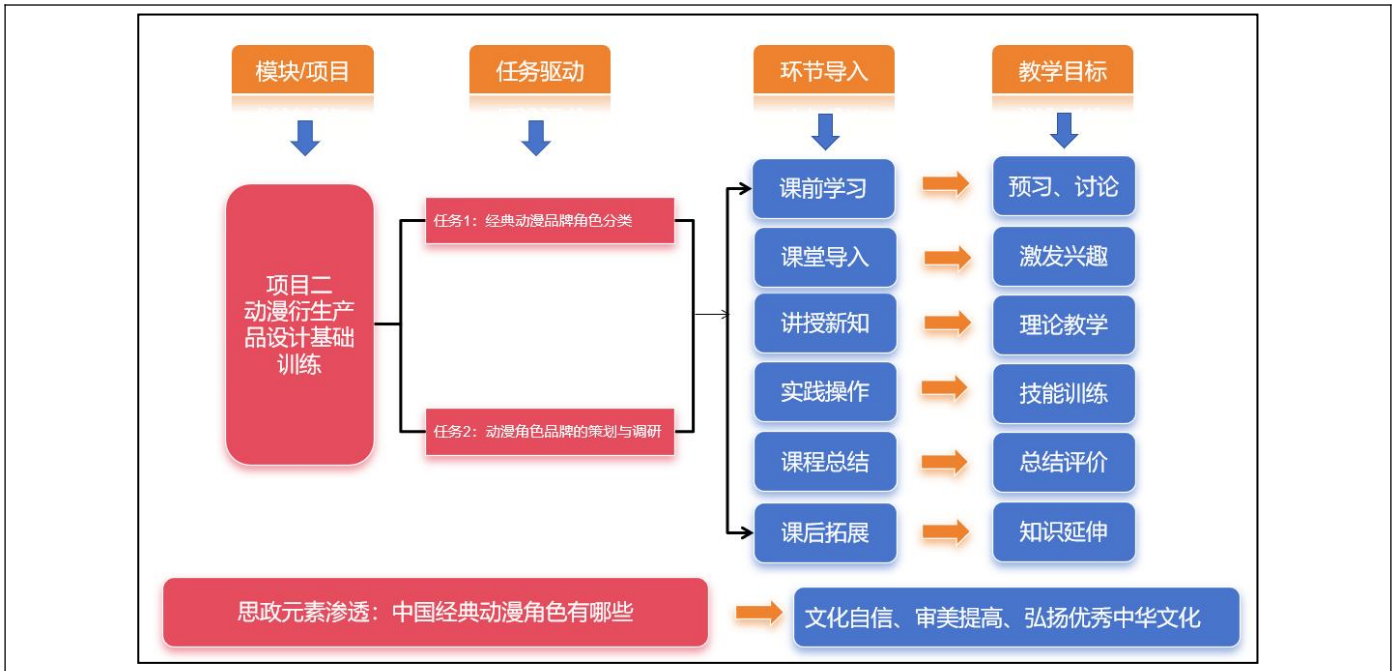 模块/项目
任务驱动
环节导入
教学目标
项目二
动漫衍生产
品设计基础
训练
任务1：经典动漫品牌角色分类
任务2：动漫角色品牌的策划与调研
课前学习
预习、讨论
课堂导入
激发兴趣
讲授新知
理论教学
实践操作
技能训练
课程总结
总结评价
课后拓展
知识延伸
思政元素渗透：中国经典动漫角色有哪些
文化自信、审美提高、弘扬优秀中华文化